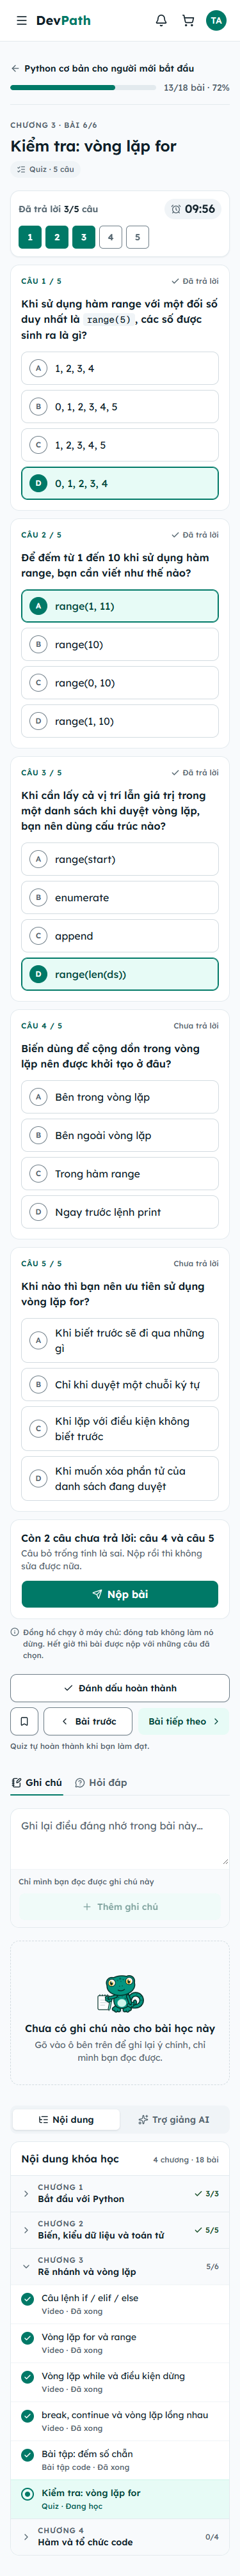 DevPath
TA
Python cơ bản cho người mới bắt đầu
13/18 bài · 72%
CHƯƠNG 3 · BÀI 6/6
Kiểm tra: vòng lặp for
Quiz · 5 câu
Đã trả lời 3/5 câu
09:56
1 2 3 4 5
CÂU 1 / 5
Đã trả lời
Khi sử dụng hàm range với một đối số
duy nhất là range(5), các số được
sinh ra là gì?
A 1, 2, 3, 4
B 0, 1, 2, 3, 4, 5
C 1, 2, 3, 4, 5
D 0, 1, 2, 3, 4
CÂU 2 / 5
Đã trả lời
Để đếm từ 1 đến 10 khi sử dụng hàm
range, bạn cần viết như thế nào?
A range(1, 11)
B range(10)
C range(0, 10)
D range(1, 10)
CÂU 3 / 5
Đã trả lời
Khi cần lấy cả vị trí lẫn giá trị trong
một danh sách khi duyệt vòng lặp,
bạn nên dùng cấu trúc nào?
A range(start)
B enumerate
C append
D range(len(ds))
CÂU 4 / 5
Chưa trả lời
Biến dùng để cộng dồn trong vòng
lặp nên được khởi tạo ở đâu?
A Bên trong vòng lặp
B Bên ngoài vòng lặp
C Trong hàm range
D Ngay trước lệnh print
CÂU 5 / 5
Chưa trả lời
Khi nào thì bạn nên ưu tiên sử dụng
vòng lặp for?
A Khi biết trước sẽ đi qua những
gì
B Chỉ khi duyệt một chuỗi ký tự
C Khi lặp với điều kiện không
biết trước
D Khi muốn xóa phần tử của
danh sách đang duyệt
Còn 2 câu chưa trả lời: câu 4 và câu 5
Câu bỏ trống tính là sai. Nộp rồi thì không
sửa được nữa.
Nộp bài
Đồng hồ chạy ở máy chủ: đóng tab không làm nó
dừng. Hết giờ thì bài được nộp với những câu đã
chọn.
Đánh dấu hoàn thành
Bài trước
Bài tiếp theo
Quiz tự hoàn thành khi bạn làm đạt.
Ghi chú
Hỏi đáp
Ghi lại điều đáng nhớ trong bài này...
Chỉ mình bạn đọc được ghi chú này
Thêm ghi chú
Chưa có ghi chú nào cho bài học này
Gõ vào ô bên trên để ghi lại ý chính, chỉ
mình bạn đọc được.
Nội dung
Trợ giảng AI
Nội dung khóa học
4 chương · 18 bài
CHƯƠNG 1
Bắt đầu với Python
3/3
CHƯƠNG 2
Biến, kiểu dữ liệu và toán tử
5/5
CHƯƠNG 3
Rẽ nhánh và vòng lặp
5/6
Câu lệnh if / elif / else
Video · Đã xong
Vòng lặp for và range
Video · Đã xong
Vòng lặp while và điều kiện dừng
Video · Đã xong
break, continue và vòng lặp lồng nhau
Video · Đã xong
Bài tập: đếm số chẵn
Bài tập code · Đã xong
Kiểm tra: vòng lặp for
Quiz · Đang học
CHƯƠNG 4
Hàm và tổ chức code
0/4